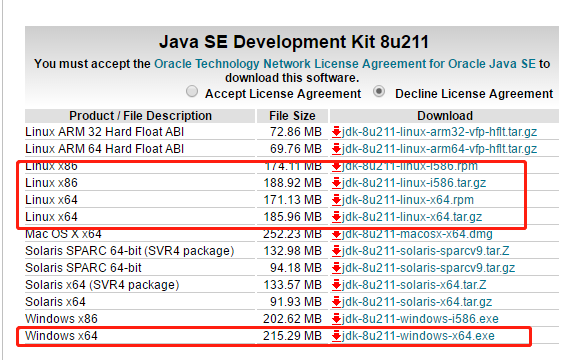 Java SE Development Kit 8u211
You must accept the Oracle Technology Network License Agreement for Oracle Java SE to
download this software.
Accept License Agreement Decline License Agreement
Product / File Description File Size Download
Linux ARM 32 Hard Float ABI 72.86 MB jdk-8u211-linux-arm32-vfp-hflt.tar.gz
Linux ARM 64 Hard Float ABI 69.76 MB jdk-8u211-linux-arm64-vfp-hflt.tar.gz
Linux x86 174.11 MB jdk-8u211-linux-i586.rpm
Linux x86 188.92 MB jdk-8u211-linux-i586.tar.gz
Linux x64 171.13 MB jdk-8u211-linux-x64.rpm
Linux x64 185.96 MB jdk-8u211-linux-x64.tar.gz
Mac OS X x64 252.23 MB jdk-8u211-macosx-x64.dmg
Solaris SPARC 64-bit (SVR4 package) 132.98 MB jdk-8u211-solaris-sparcv9.tar.Z
Solaris SPARC 64-bit 94.18 MB jdk-8u211-solaris-sparcv9.tar.gz
Solaris x64 (SVR4 package) 133.57 MB jdk-8u211-solaris-x64.tar.Z
Solaris x64 91.93 MB jdk-8u211-solaris-x64.tar.gz
Windows x86 202.62 MB jdk-8u211-windows-i586.exe
Windows x64 215.29 MB jdk-8u211-windows-x64.exe